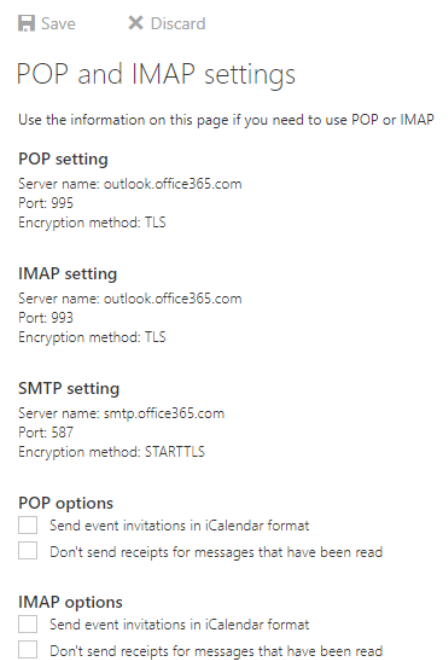 Save Discard
POP and IMAP settings
Use the information on this page if you need to use POP or IMAP
POP setting
Server name: outlook.office365.com
Port: 995
Encryption method: TLS
IMAP setting
Server name: outlook.office365.com
Port: 993
Encryption method: TLS
SMTP setting
Server name: smtp.office365.com
Port: 587
Encryption method: STARTTLS
POP options
Send event invitations in iCalendar format
Don't send receipts for messages that have been read
IMAP options
Send event invitations in iCalendar format
Don't send receipts for messages that have been read